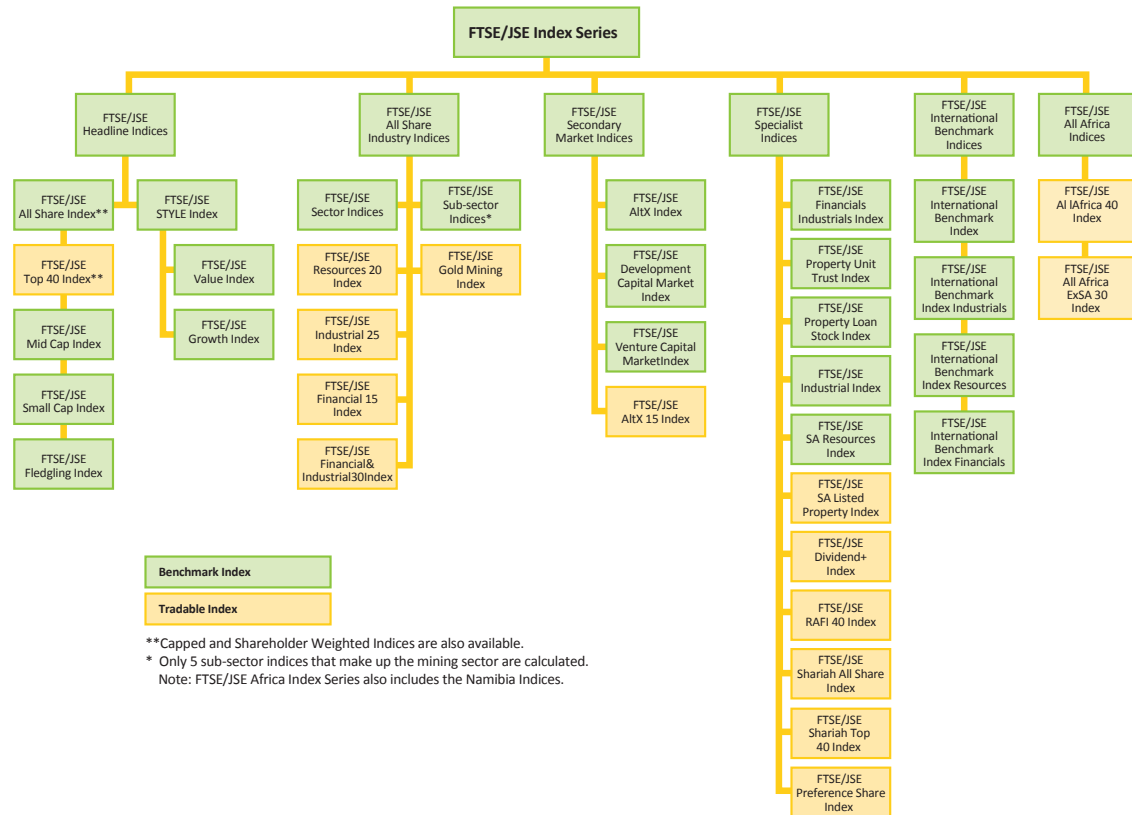 FTSE/JSE Index Series
FTSE/JSE
Headline Indices
FTSE/JSE
All Share
Industry Indices
FTSE/JSE
Secondary
Market Indices
FTSE/JSE
Specialist
Indices
FTSE/JSE
International
Benchmark
Indices
FTSE/JSE
All Africa
Indices
FTSE/JSE
All Share Index**
FTSE/JSE
STYLE Index
FTSE/JSE
Top 40 Index**
FTSE/JSE
Value Index
FTSE/JSE
Mid Cap Index
FTSE/JSE
Growth Index
FTSE/JSE
Small Cap Index
FTSE/JSE
Fledgling Index
FTSE/JSE
Sector Indices
FTSE/JSE
Sub-sector
Indices*
FTSE/JSE
Resources 20
Index
FTSE/JSE
Gold Mining
Index
FTSE/JSE
Industrial 25
Index
FTSE/JSE
Financial 15
Index
FTSE/JSE
Financial&
Industrial30Index
FTSE/JSE
AltX Index
FTSE/JSE
Development
Capital Market
Index
FTSE/JSE
Venture Capital
MarketIndex
FTSE/JSE
AltX 15 Index
FTSE/JSE
Financials
Industrials Index
FTSE/JSE
Property Unit
Trust Index
FTSE/JSE
Property Loan
Stock Index
FTSE/JSE
Industrial Index
FTSE/JSE
SA Resources
Index
FTSE/JSE
SA Listed
Property Index
FTSE/JSE
Dividend+
Index
FTSE/JSE
RAFI 40 Index
FTSE/JSE
Shariah All Share
Index
FTSE/JSE
Shariah Top
40 Index
FTSE/JSE
Preference Share
Index
FTSE/JSE
International
Benchmark
Index
FTSE/JSE
International
Benchmark
Index Industrials
FTSE/JSE
International
Benchmark
Index Resources
FTSE/JSE
International
Benchmark
Index Financials
FTSE/JSE
Al lAfrica 40
Index
FTSE/JSE
All Africa
ExSA 30
Index
Benchmark Index
Tradable Index
**Capped and Shareholder Weighted Indices are also available.
* Only 5 sub-sector indices that make up the mining sector are calculated.
Note: FTSE/JSE Africa Index Series also includes the Namibia Indices.